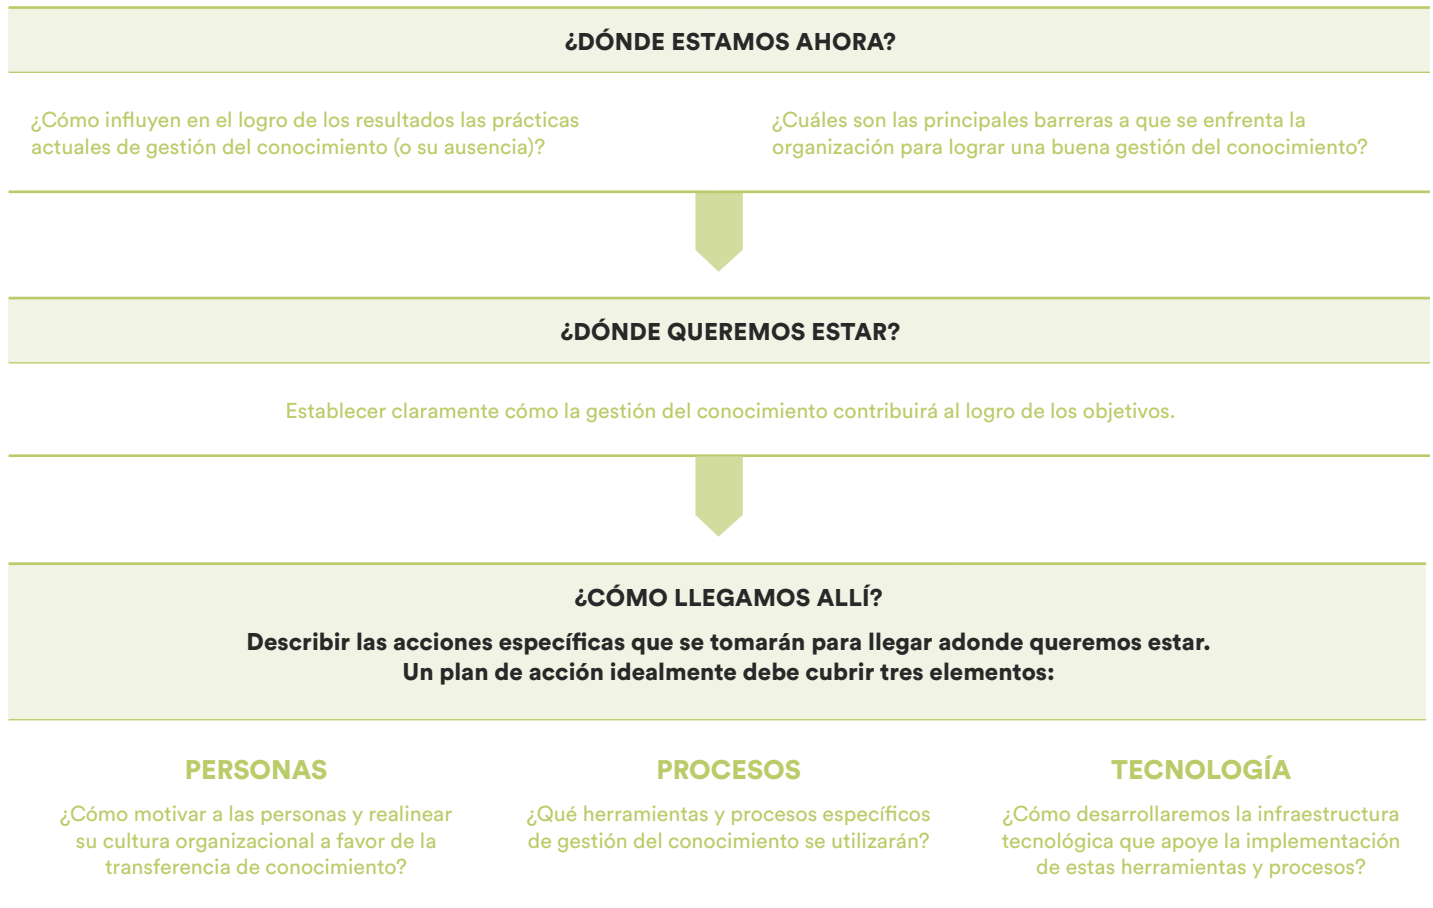 ¿DÓNDE ESTAMOS AHORA?
¿Cómo influyen en el logro de los resultados las prácticas
actuales de gestión del conocimiento (o su ausencia)?
¿Cuáles son las principales barreras a que se enfrenta la
organización para lograr una buena gestión del conocimiento?
¿DÓNDE QUEREMOS ESTAR?
Establecer claramente cómo la gestión del conocimiento contribuirá al logro de los objetivos.
¿CÓMO LLEGAMOS ALLÍ?
Describir las acciones específicas que se tomarán para llegar adonde queremos estar.
Un plan de acción idealmente debe cubrir tres elementos:
PERSONAS
¿Cómo motivar a las personas y realinear
su cultura organizacional a favor de la
transferencia de conocimiento?
PROCESOS
¿Qué herramientas y procesos específicos
de gestión del conocimiento se utilizarán?
TECNOLOGÍA
¿Cómo desarrollaremos la infraestructura
tecnológica que apoye la implementación
de estas herramientas y procesos?